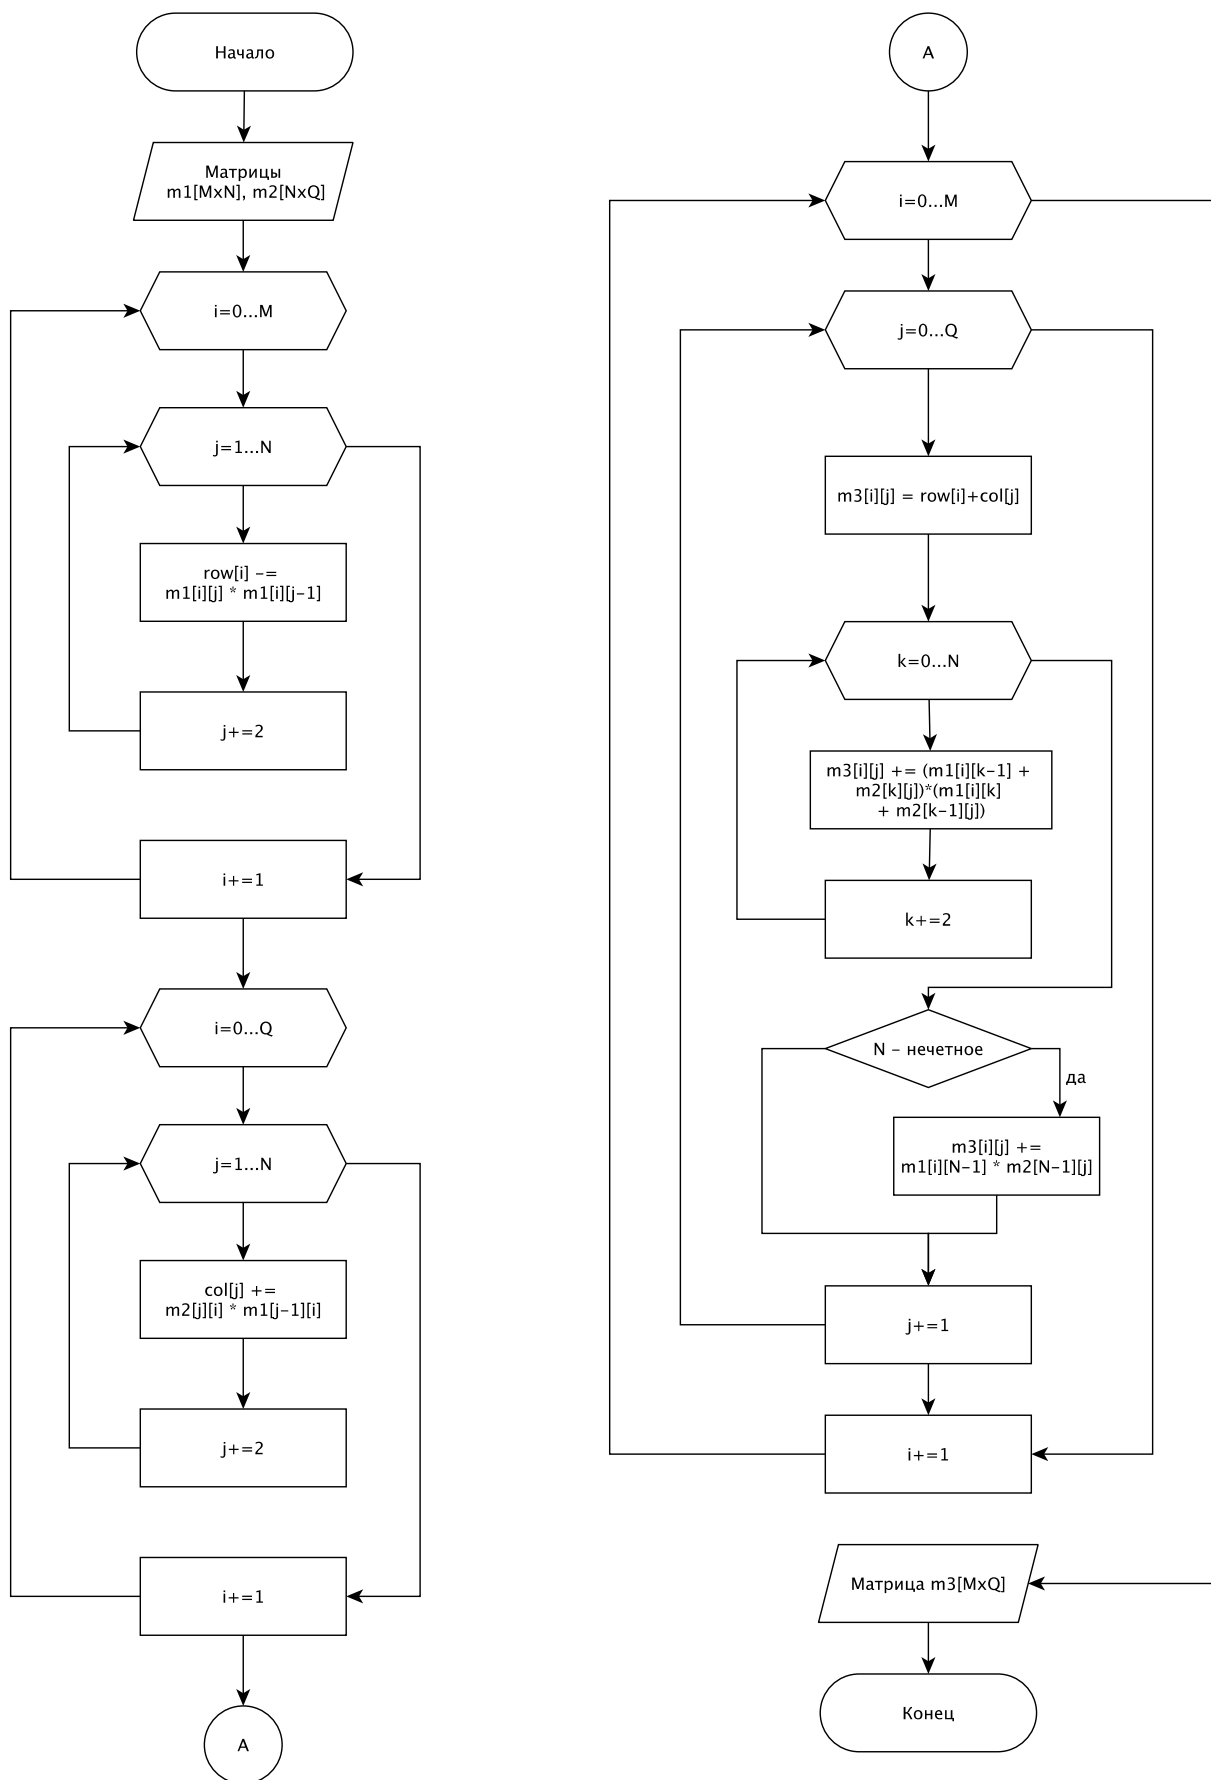 Начало
Матрицы
m1[MxN], m2[NxQ]
i=0...M
j=1...N
row[i] -=
m1[i][j] * m1[i][j-1]
j+=2
i+=1
i=0...Q
j=1...N
col[j] +=
m2[j][i] * m1[j-1][i]
j+=2
i+=1
A
A
i=0...M
j=0...Q
m3[i][j] = row[i]+col[j]
k=0...N
m3[i][j] += (m1[i][k-1] +
m2[k][j])*(m1[i][k]
+ m2[k-1][j])
k+=2
N - нечетное
да
m3[i][j] +=
m1[i][N-1] * m2[N-1][j]
j+=1
i+=1
Матрица m3[MxQ]
Конец